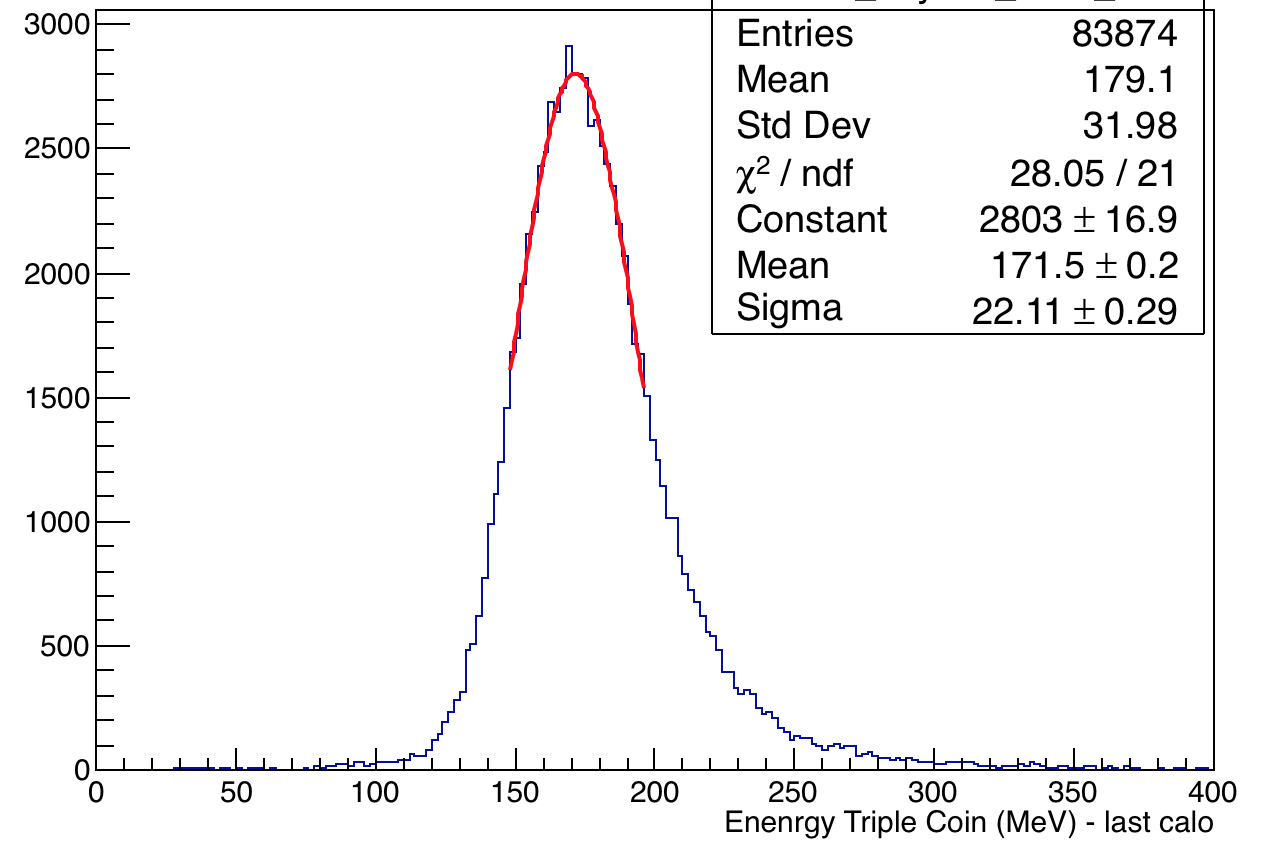 3000
2500
2000
1500
1000
500
0
Entries 83874
Mean 179.1
Std Dev 31.98
χ² / ndf 28.05 / 21
Constant 2803 ± 16.9
Mean 171.5 ± 0.2
Sigma 22.11 ± 0.29
0 50 100 150 200 250 300 350 400
Enenrgy Triple Coin (MeV) - last calo